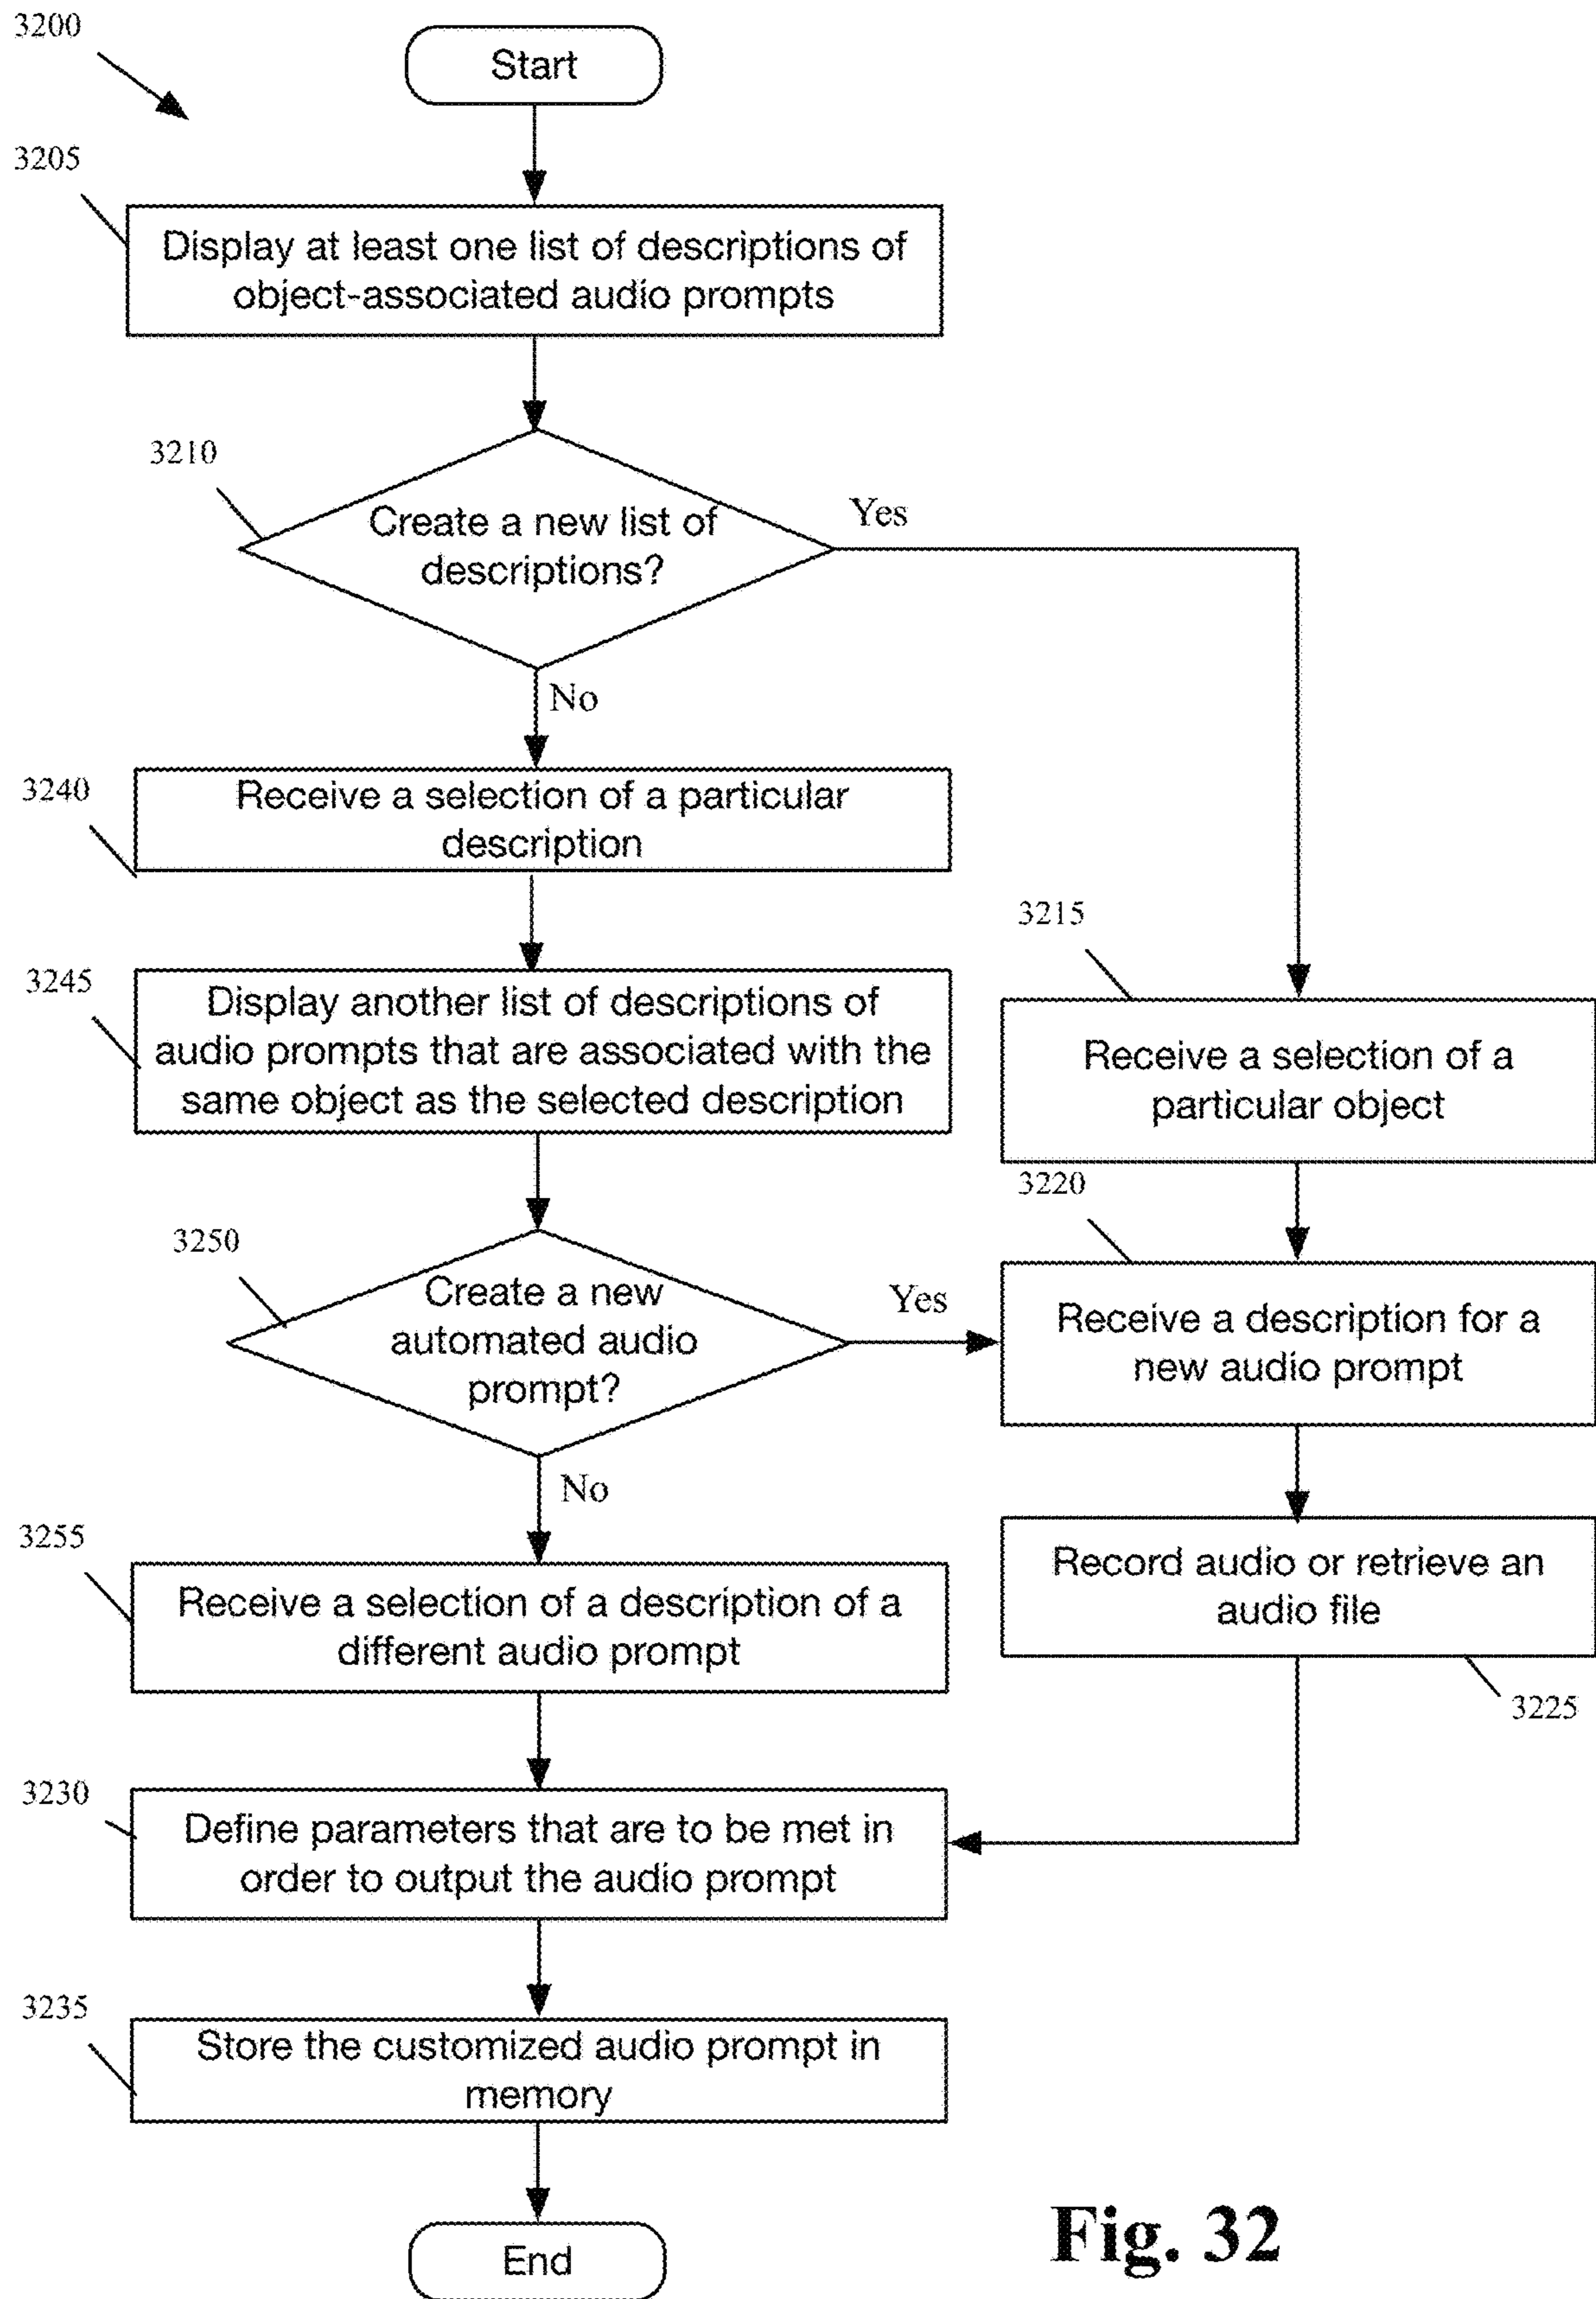 3200
Start
3205
Display at least one list of descriptions of
object-associated audio prompts
3210
Create a new list of
descriptions?
Yes
No
3240
Receive a selection of a particular
description
3215
Receive a selection of a
particular object
3245
Display another list of descriptions of
audio prompts that are associated with the
same object as the selected description
3220
Receive a description for a
new audio prompt
3250
Create a new
automated audio
prompt?
Yes
No
Record audio or retrieve an
audio file
3225
3255
Receive a selection of a description of a
different audio prompt
3230
Define parameters that are to be met in
order to output the audio prompt
3235
Store the customized audio prompt in
memory
End
Fig. 32